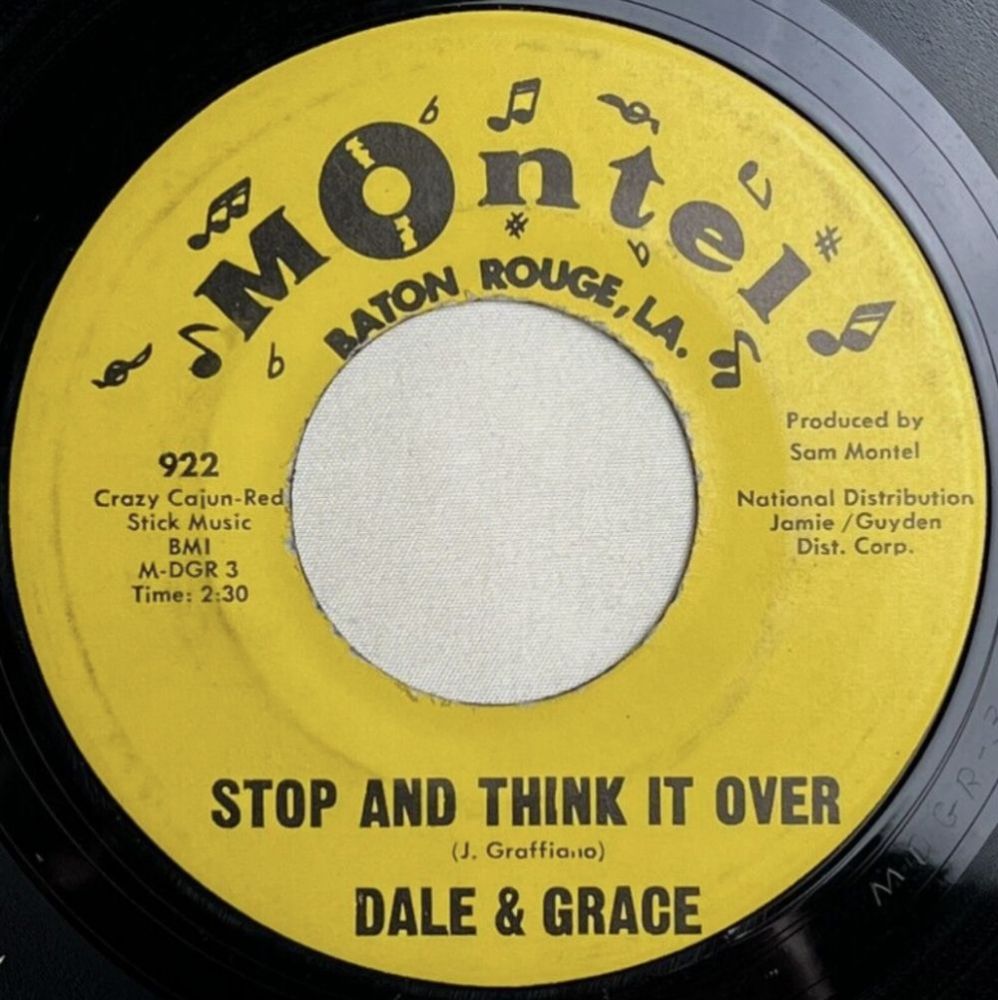 Montel
BATON ROUGE, LA.
922
Crazy Cajun-Red
Stick Music
BMI
M-DGR 3
Time: 2:30
Produced by
Sam Montel
National Distribution
Jamie / Guyden
Dist. Corp.
STOP AND THINK IT OVER
(J. Graffiano)
DALE & GRACE